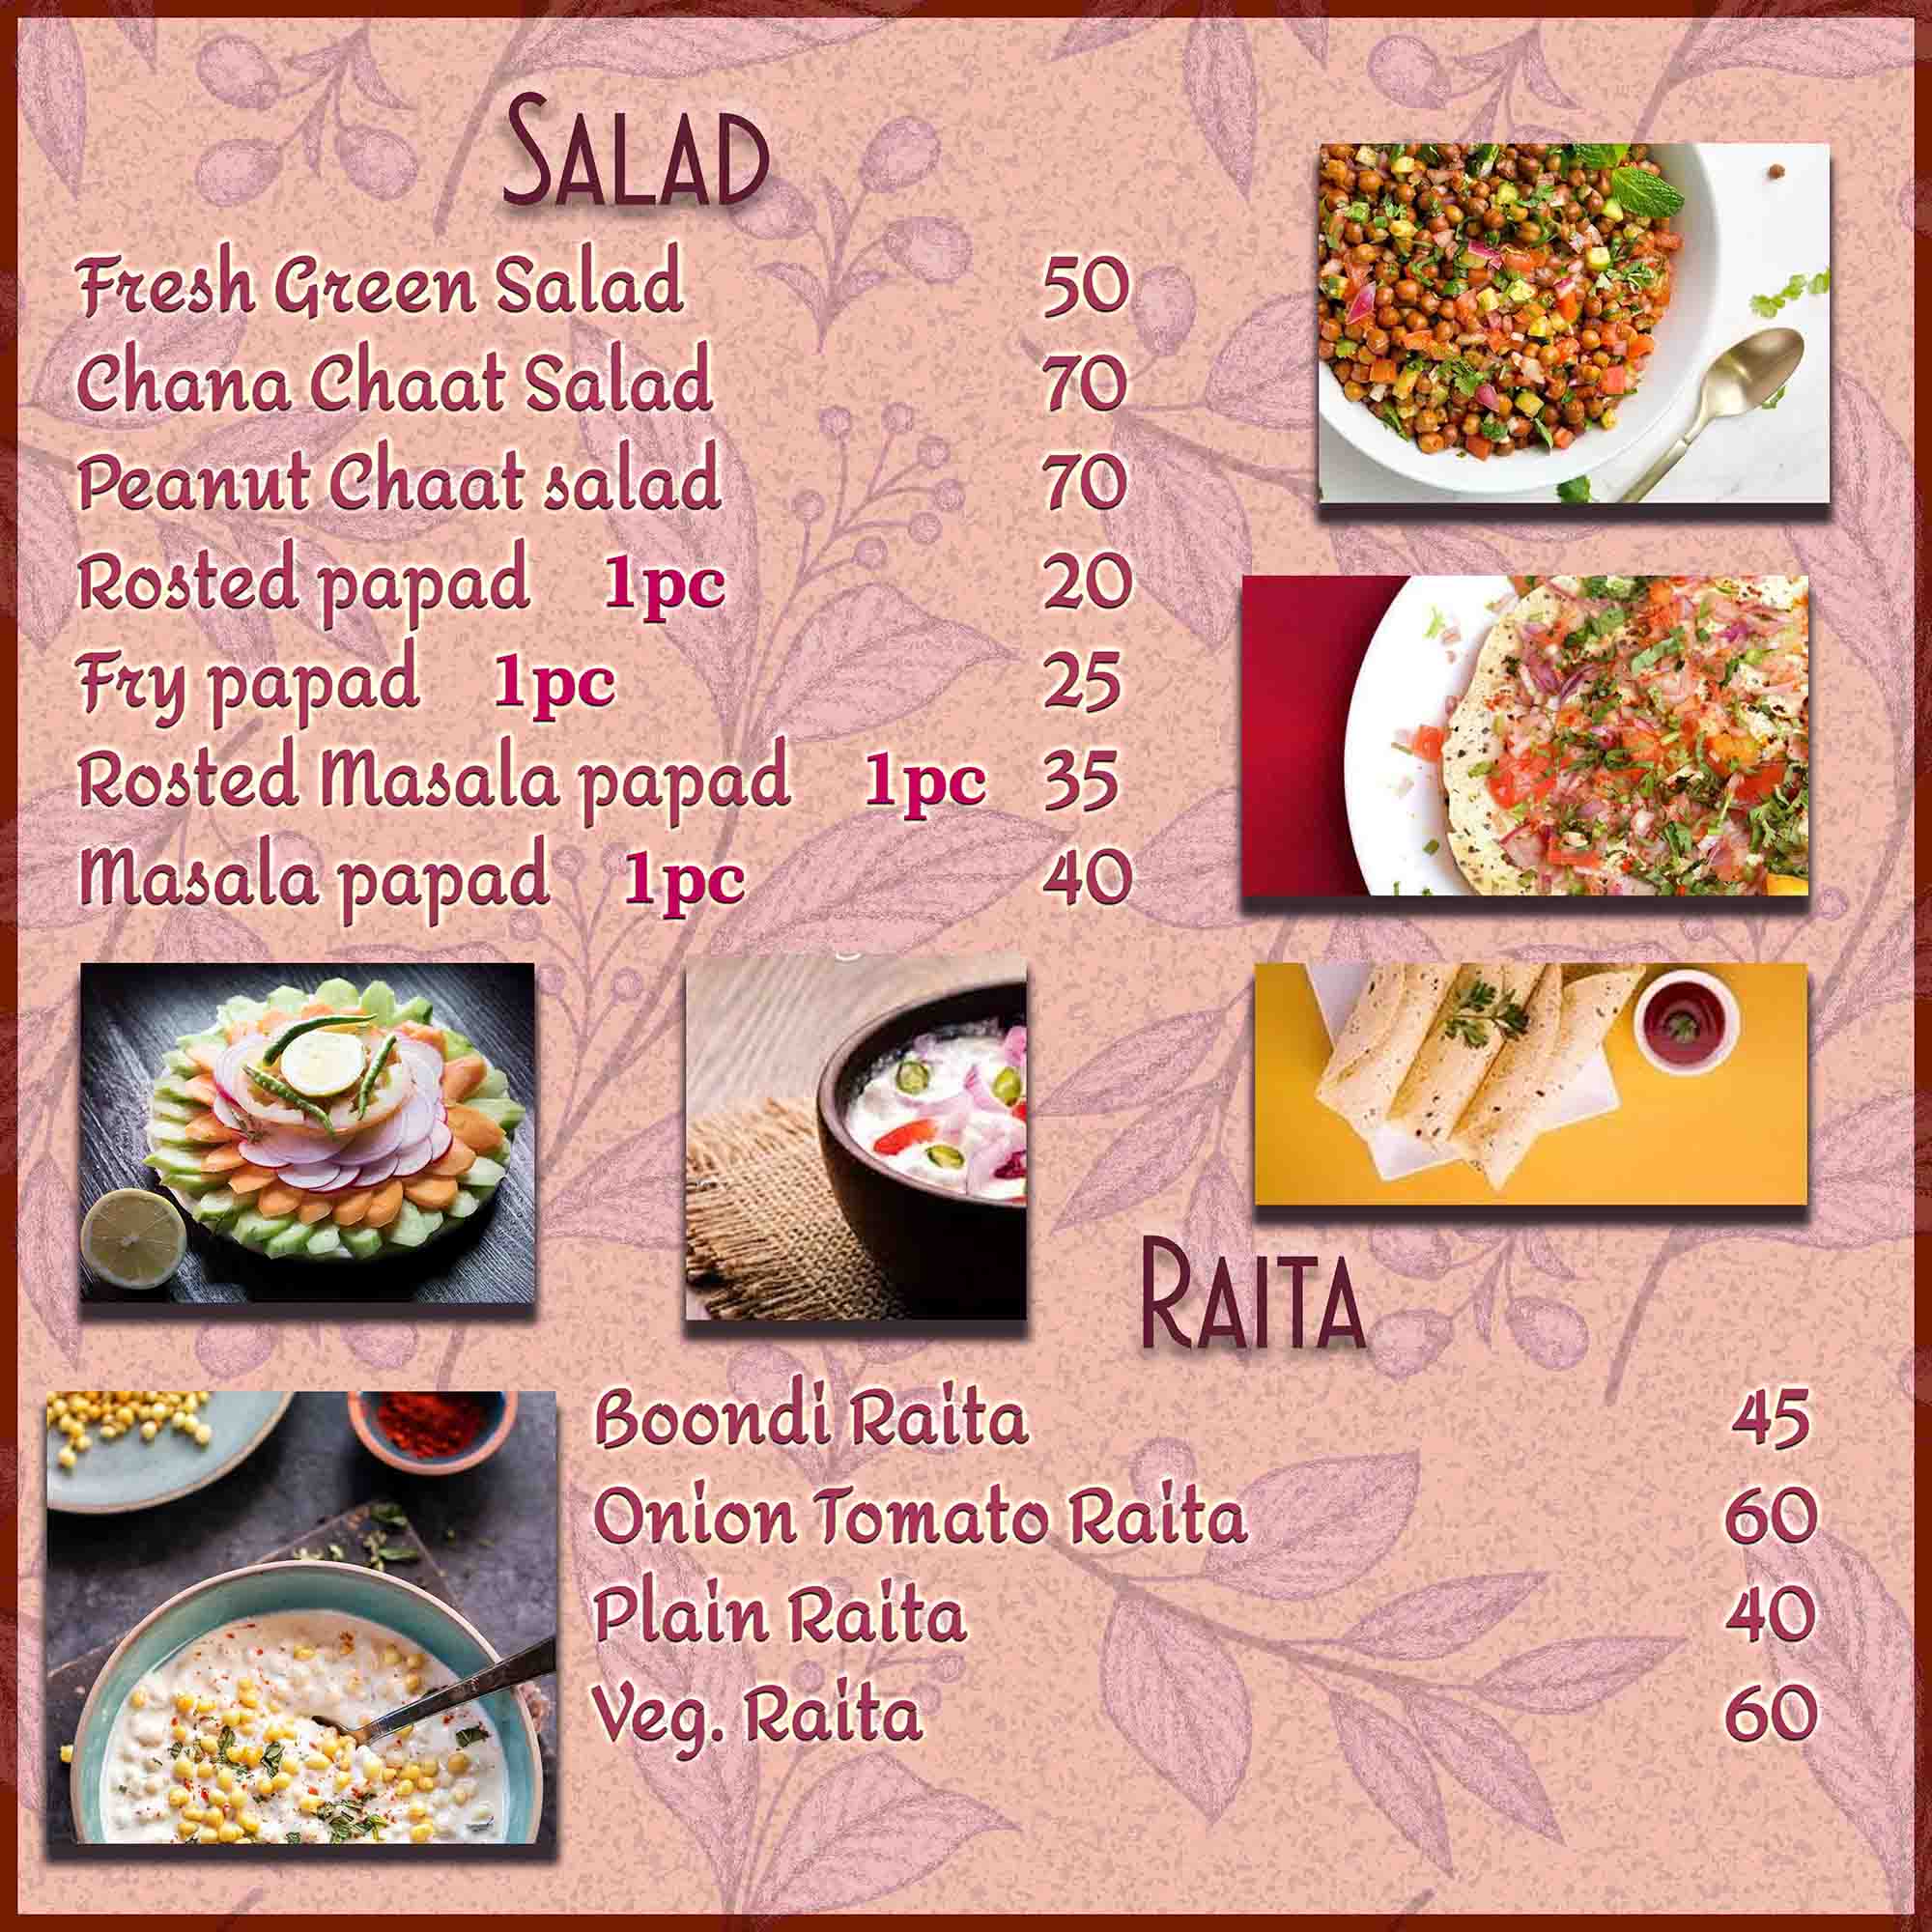 Salad
Fresh Green Salad 50
Chana Chaat Salad 70
Peanut Chaat salad 70
Rosted papad 1pc 20
Fry papad 1pc 25
Rosted Masala papad 1pc 35
Masala papad 1pc 40
Raita
Boondi Raita 45
Onion Tomato Raita 60
Plain Raita 40
Veg. Raita 60